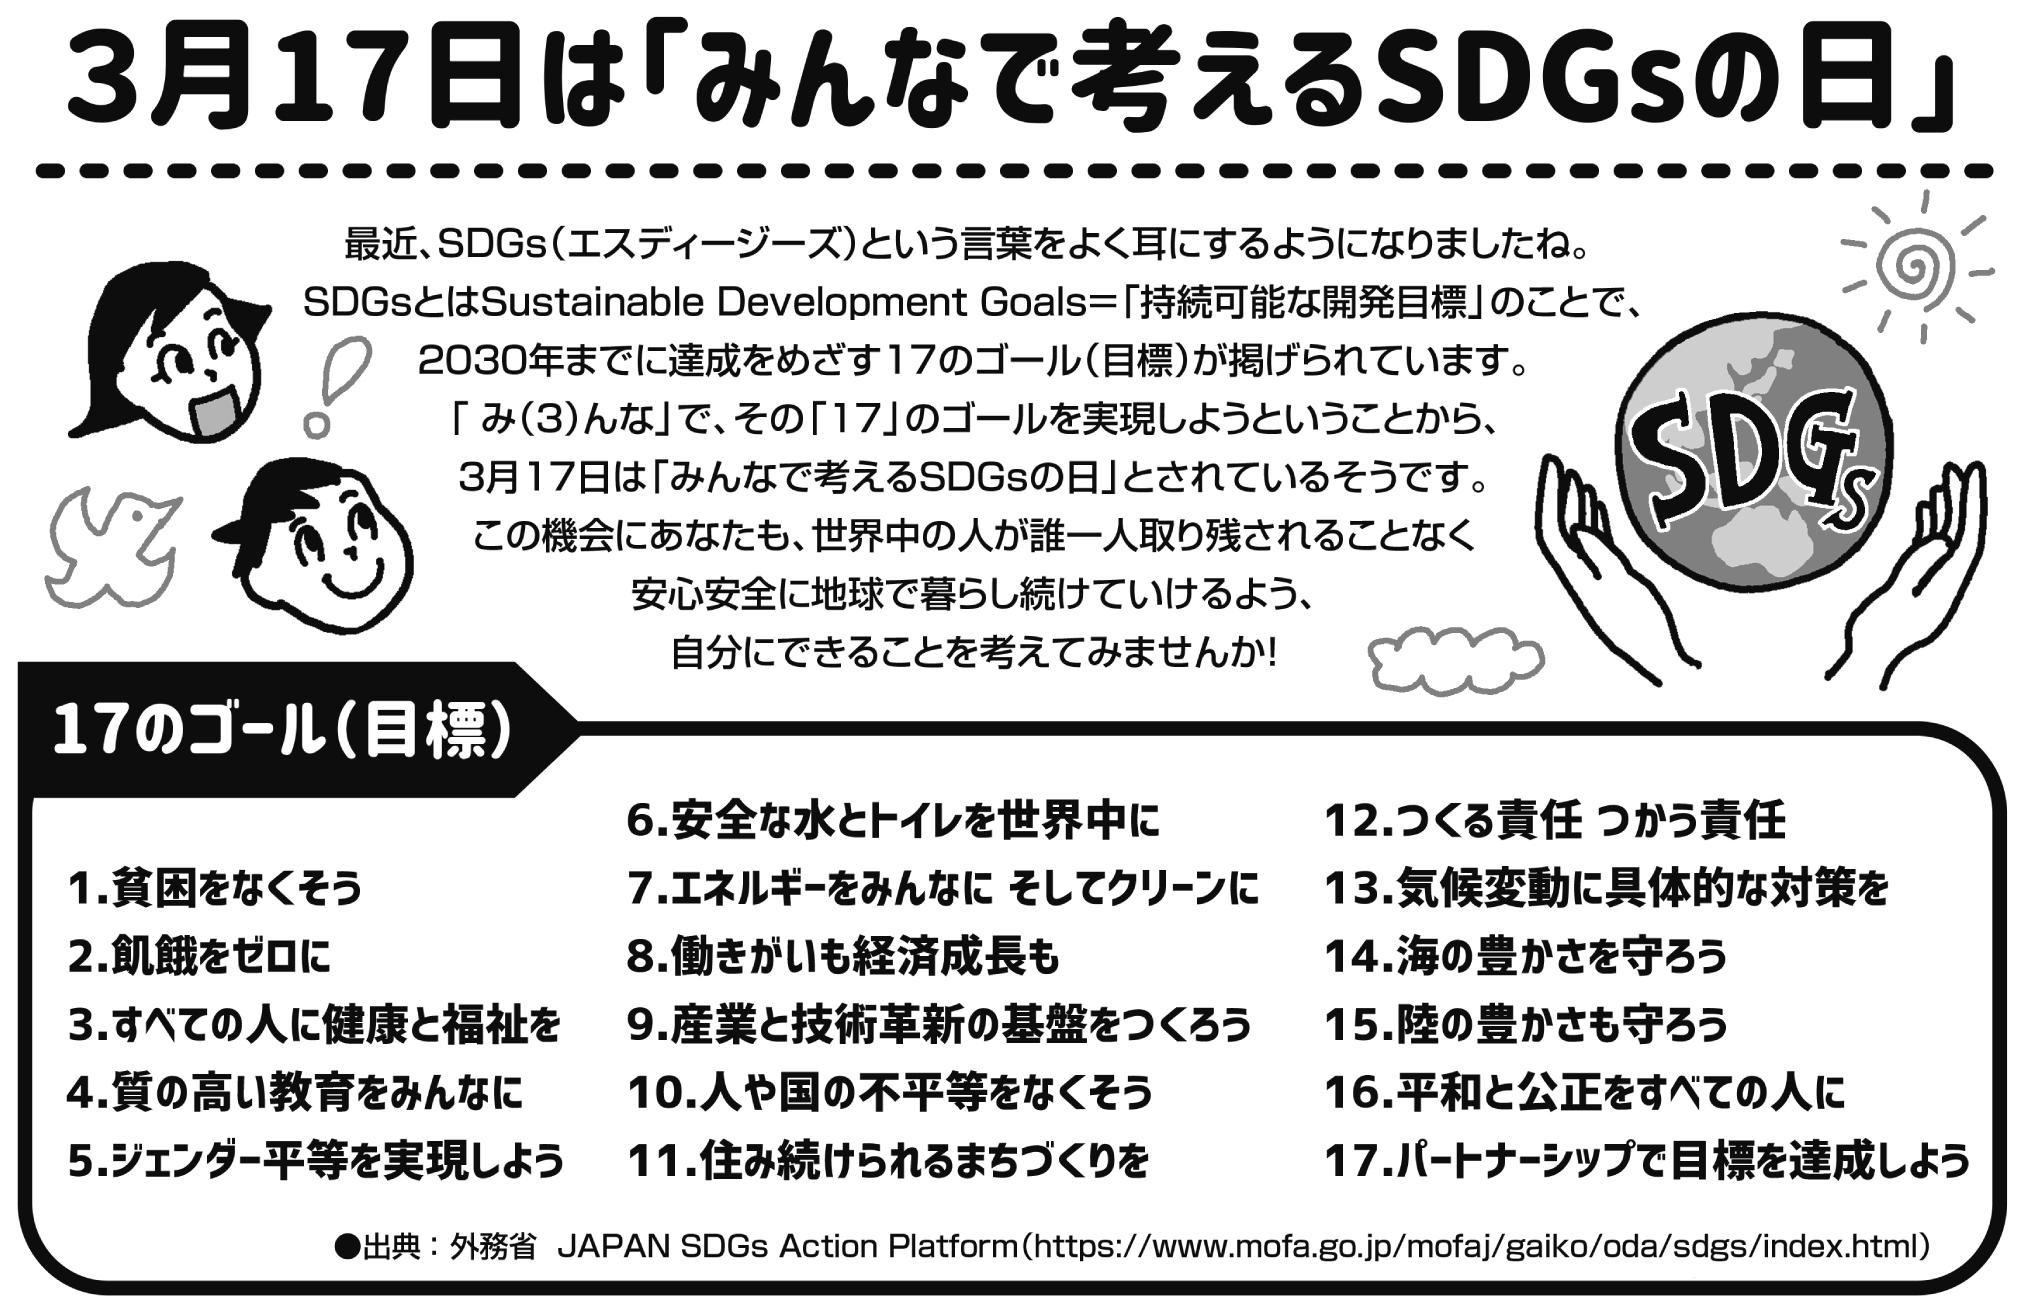 3月17日は「みんなで考えるSDGsの日」
最近、SDGs(エスディージーズ)という言葉をよく耳にするようになりましたね。
SDGsとはSustainable Development Goals=「持続可能な開発目標」のことで、
2030年までに達成をめざす17のゴール(目標)が掲げられています。
「 み(3)んな」で、その「17」のゴールを実現しようということから、
3月17日は「みんなで考えるSDGsの日」とされているそうです。
この機会にあなたも、世界中の人が誰一人取り残されることなく
安心安全に地球で暮らし続けていけるよう、
自分にできることを考えてみませんか!
SDGs
17のゴール(目標)
1.貧困をなくそう
2.飢餓をゼロに
3.すべての人に健康と福祉を
4.質の高い教育をみんなに
5.ジェンダー平等を実現しよう
6.安全な水とトイレを世界中に
7.エネルギーをみんなに そしてクリーンに
8.働きがいも経済成長も
9.産業と技術革新の基盤をつくろう
10.人や国の不平等をなくそう
11.住み続けられるまちづくりを
12.つくる責任 つかう責任
13.気候変動に具体的な対策を
14.海の豊かさを守ろう
15.陸の豊かさも守ろう
16.平和と公正をすべての人に
17.パートナーシップで目標を達成しよう
●出典：外務省 JAPAN SDGs Action Platform(https://www.mofa.go.jp/mofaj/gaiko/oda/sdgs/index.html)